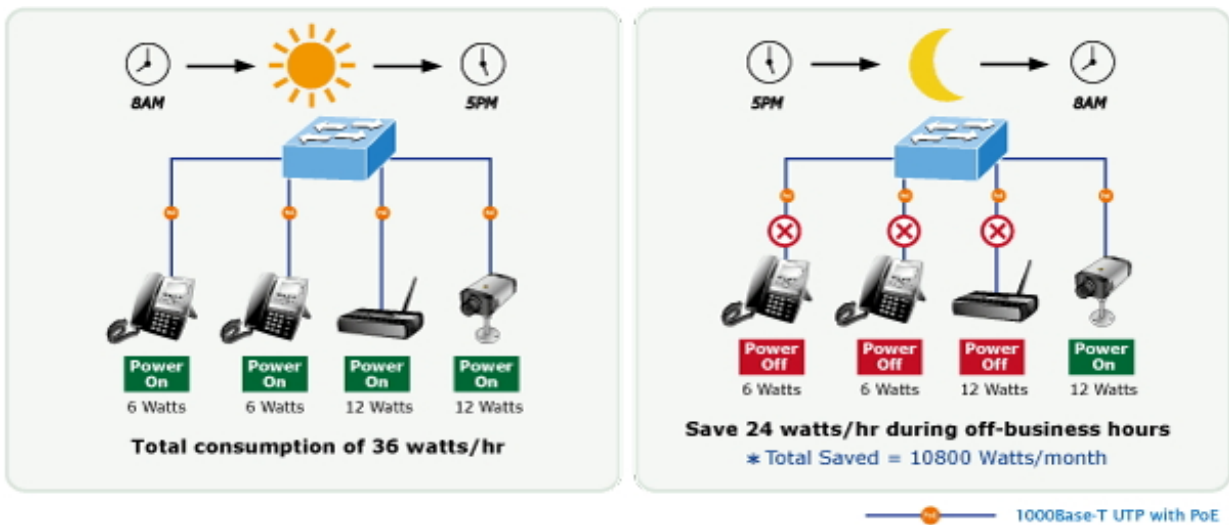 8AM
5PM
Power
On
6 Watts
Power
On
6 Watts
Power
On
12 Watts
Power
On
12 Watts
Total consumption of 36 watts/hr
5PM
8AM
Power
Off
6 Watts
Power
Off
6 Watts
Power
Off
12 Watts
Power
On
12 Watts
Save 24 watts/hr during off-business hours
* Total Saved = 10800 Watts/month
PoE
1000Base-T UTP with PoE